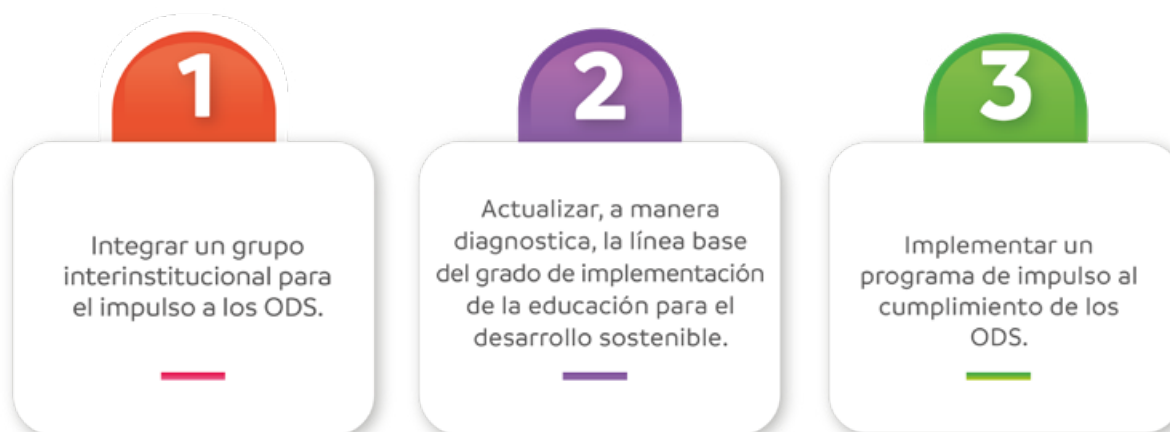 1
Integrar un grupo
interinstitucional para
el impulso a los ODS.
2
Actualizar, a manera
diagnostica, la línea base
del grado de implementación
de la educación para el
desarrollo sostenible.
3
Implementar un
programa de impulso al
cumplimiento de los
ODS.